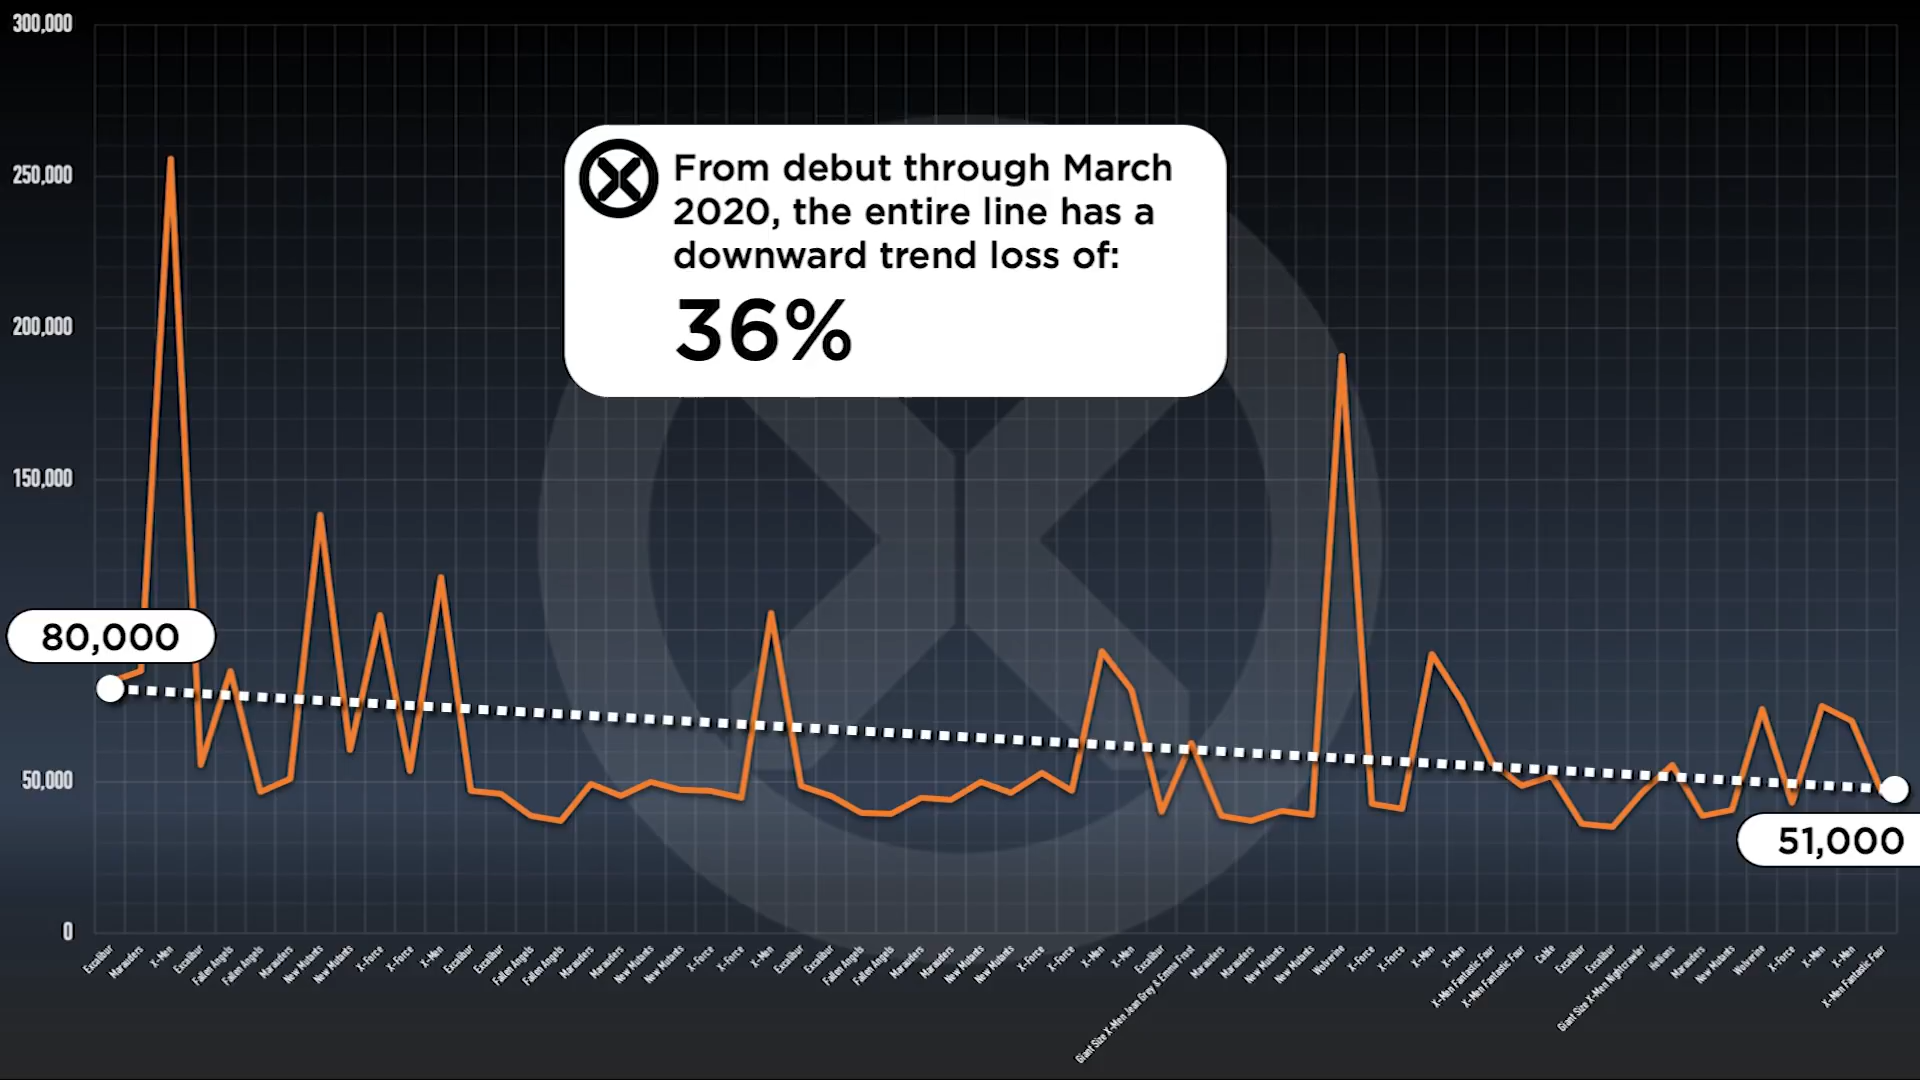 300,000
250,000
200,000
150,000
50,000
0
From debut through March
2020, the entire line has a
downward trend loss of:
36%
80,000
51,000
Excalibur
Marauders
X-Men
Excalibur
Fallen Angels
Fallen Angels
Marauders
New Mutants
New Mutants
X-Force
X-Force
X-Men
Excalibur
Excalibur
Fallen Angels
Fallen Angels
Marauders
Marauders
New Mutants
New Mutants
X-Force
X-Force
X-Men
Excalibur
Excalibur
Fallen Angels
Fallen Angels
Marauders
Marauders
New Mutants
New Mutants
X-Force
X-Force
X-Men
X-Men
Excalibur
Giant Size X-Men Jean Grey & Emma Frost
Marauders
Marauders
New Mutants
New Mutants
Wolverine
X-Force
X-Force
X-Men
X-Men
X-Men Fantastic Four
X-Men Fantastic Four
Cable
Excalibur
Excalibur
Giant Size X-Men Nightcrawler
Hellions
Marauders
New Mutants
Wolverine
X-Force
X-Men
X-Men
X-Men Fantastic Four